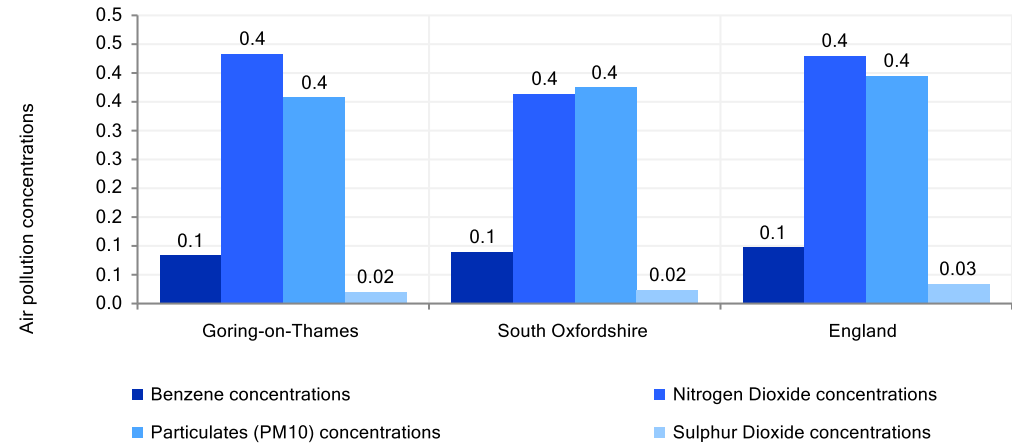 0.5
0.5
0.4
0.4
0.3
0.3
0.2
0.2
0.1
0.1
0.0
Air pollution concentrations
0.1 0.4 0.4 0.02
0.1 0.4 0.4 0.02
0.1 0.4 0.4 0.03
Goring-on-Thames South Oxfordshire England
Benzene concentrations Nitrogen Dioxide concentrations
Particulates (PM10) concentrations Sulphur Dioxide concentrations